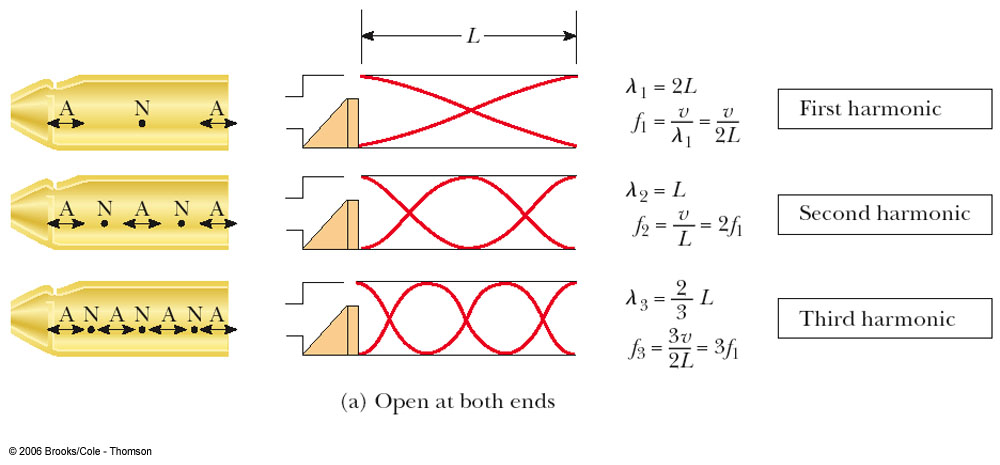 L
A N A
λ₁ = 2L
f₁ = v/λ₁ = v/2L
First harmonic
A N A N A
λ₂ = L
f₂ = v/L = 2f₁
Second harmonic
A N A N A N A
λ₃ = 2/3 L
f₃ = 3v/2L = 3f₁
Third harmonic
(a) Open at both ends
© 2006 Brooks/Cole - Thomson